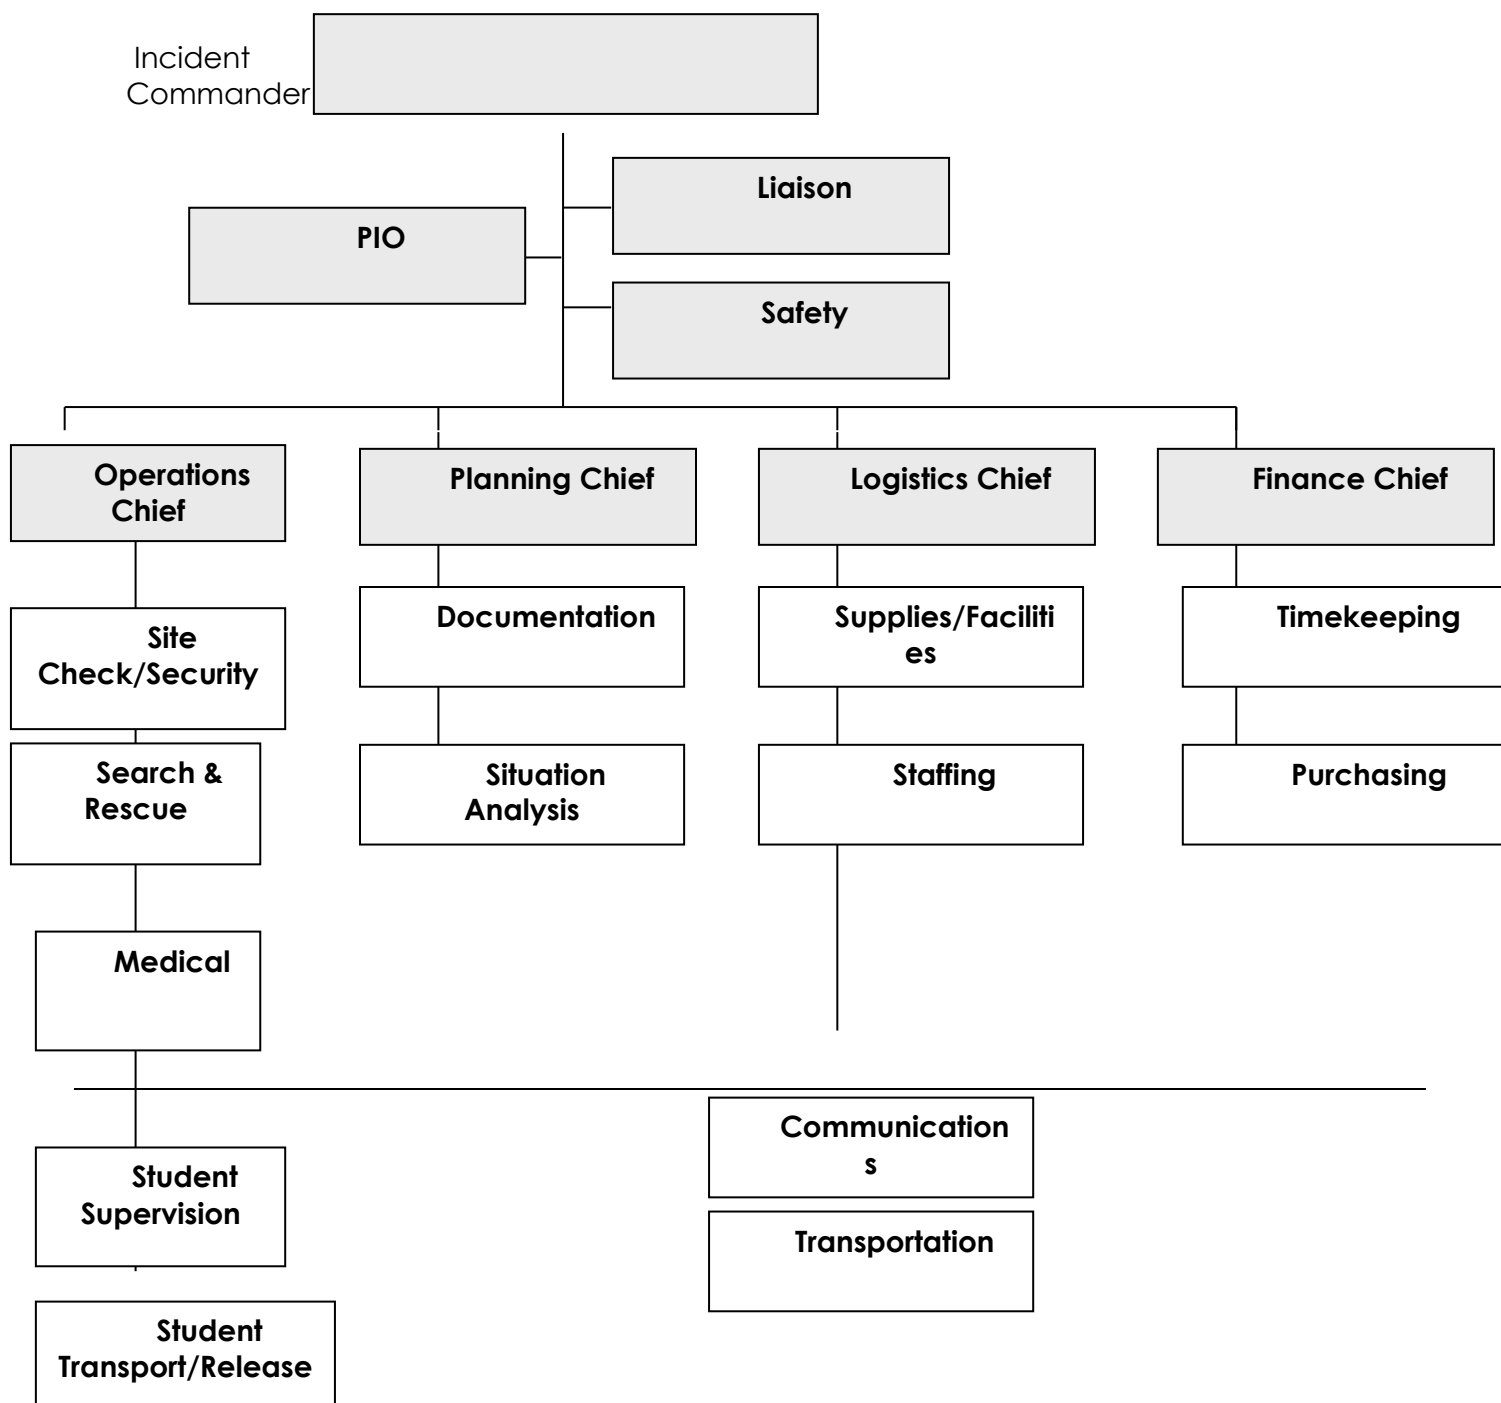 Incident
Commander
Liaison
PIO
Safety
Operations
Chief
Planning Chief
Logistics Chief
Finance Chief
Site
Check/Security
Documentation
Supplies/Faciliti
es
Timekeeping
Search &
Rescue
Situation
Analysis
Staffing
Purchasing
Medical
Communication
s
Student
Supervision
Transportation
Student
Transport/Release